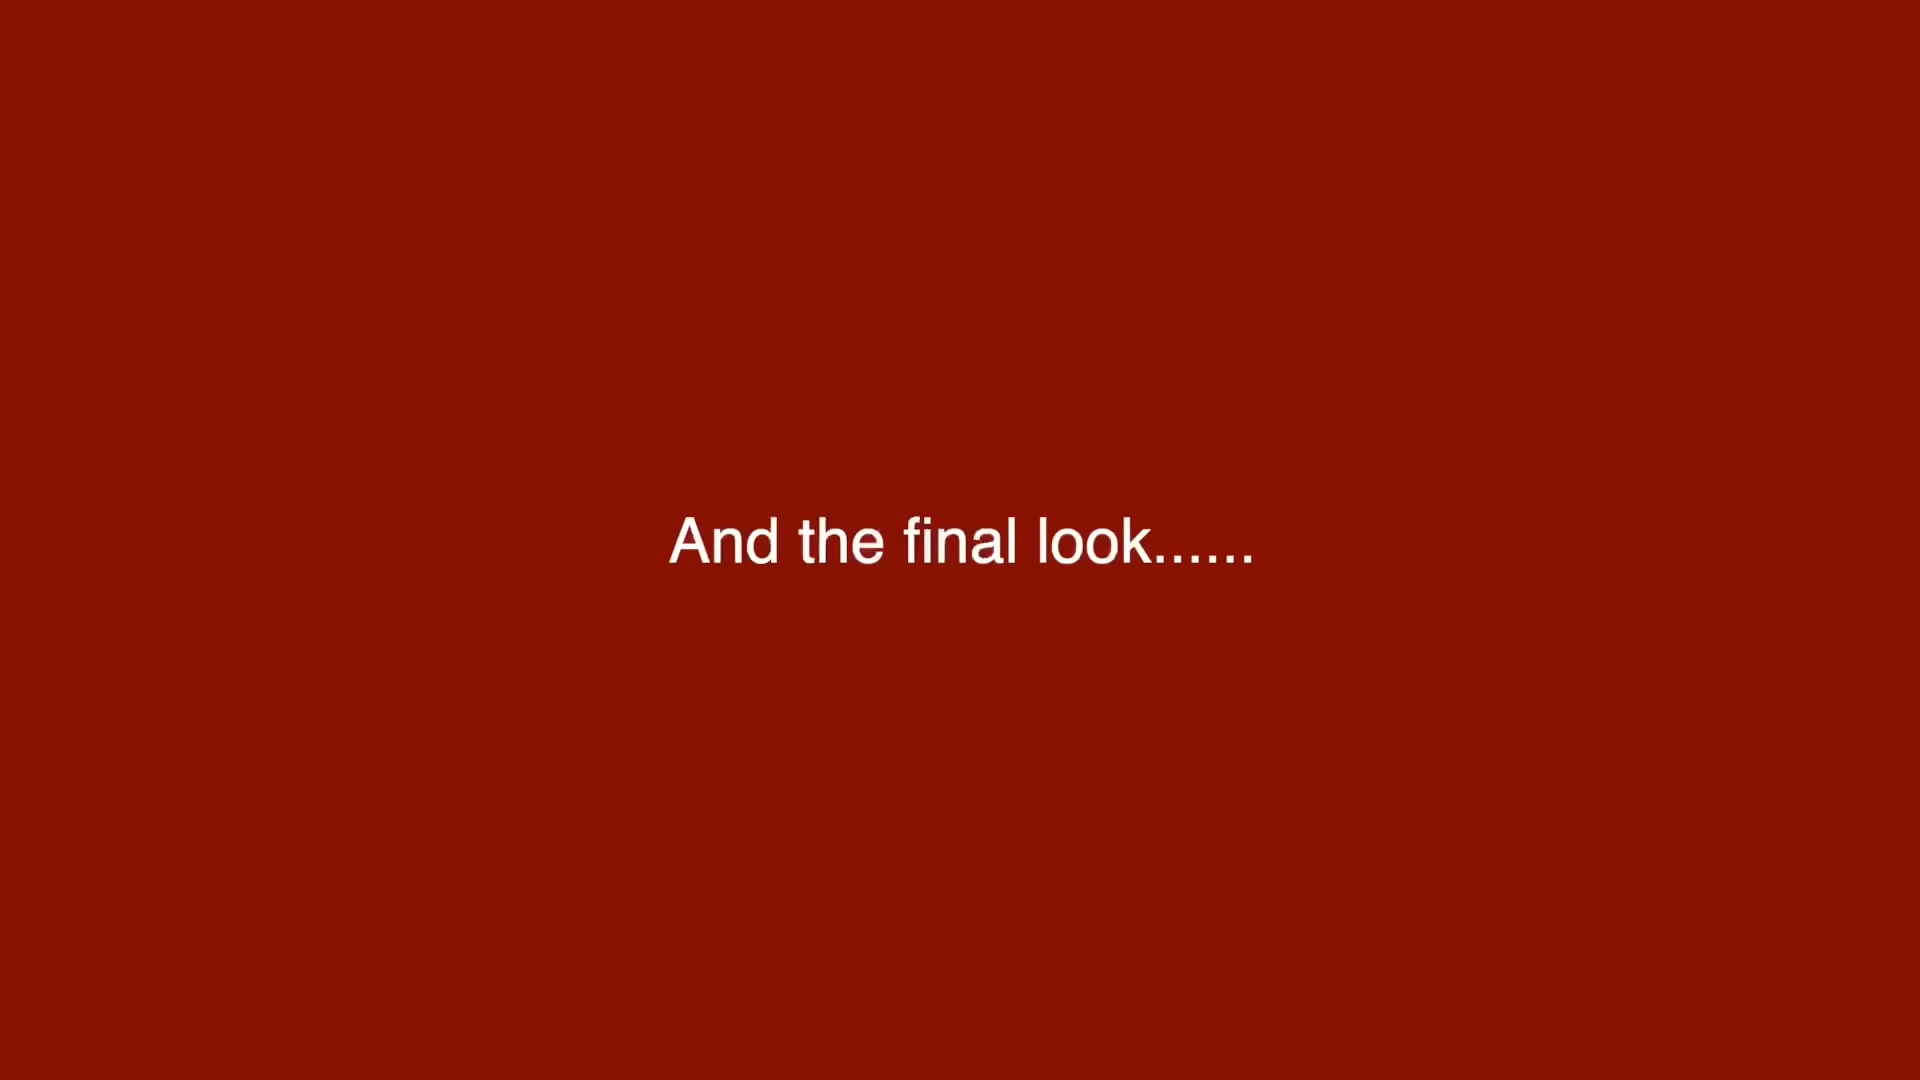 And the final look......